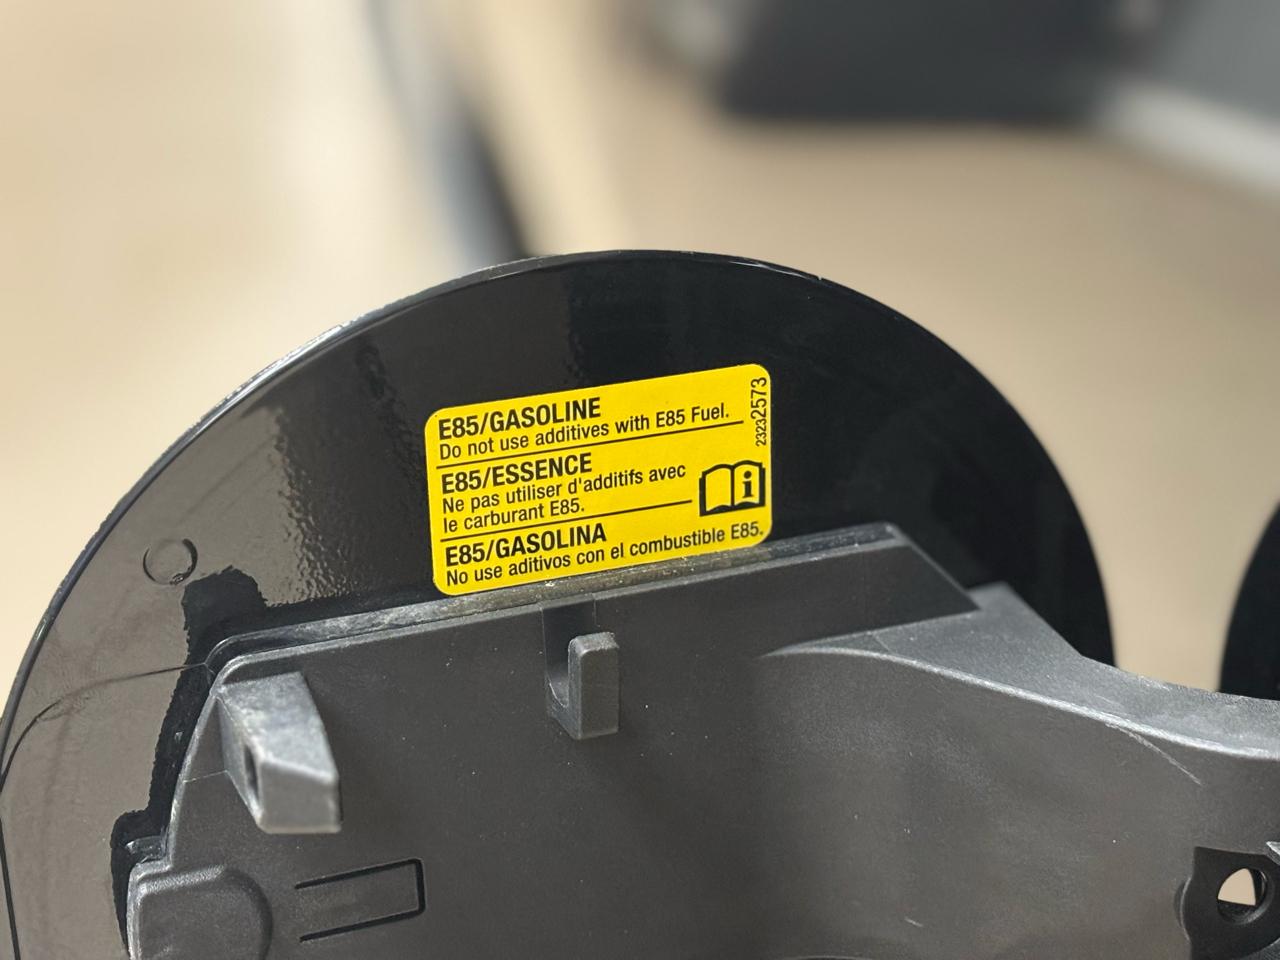 E85/GASOLINE
Do not use additives with E85 Fuel.
E85/ESSENCE
Ne pas utiliser d'additifs avec
le carburant E85.
E85/GASOLINA
No use aditivos con el combustible E85.
23232573
i